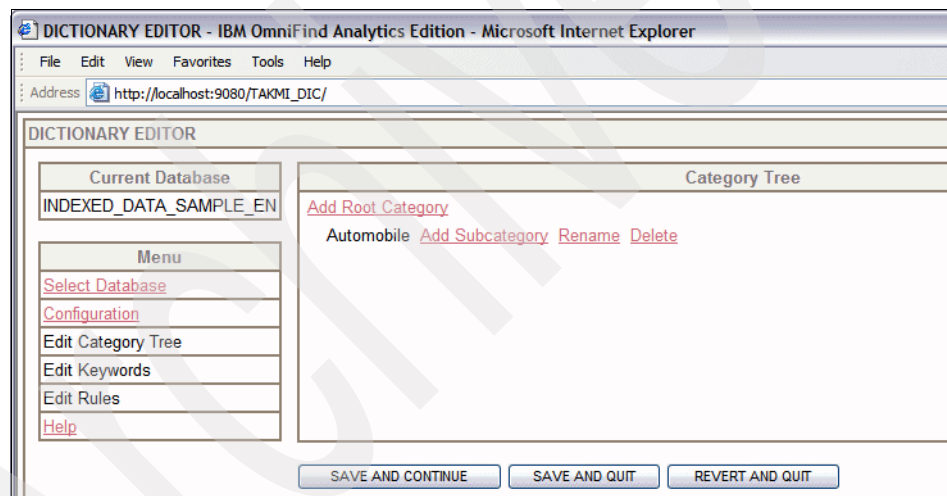 DICTIONARY EDITOR - IBM OmniFind Analytics Edition - Microsoft Internet Explorer
File Edit View Favorites Tools Help
Address http://localhost:9080/TAKMI_DIC/
DICTIONARY EDITOR
Current Database
INDEXED_DATA_SAMPLE_EN
Menu
Select Database
Configuration
Edit Category Tree
Edit Keywords
Edit Rules
Help
Category Tree
Add Root Category
Automobile Add Subcategory Rename Delete
SAVE AND CONTINUE SAVE AND QUIT REVERT AND QUIT